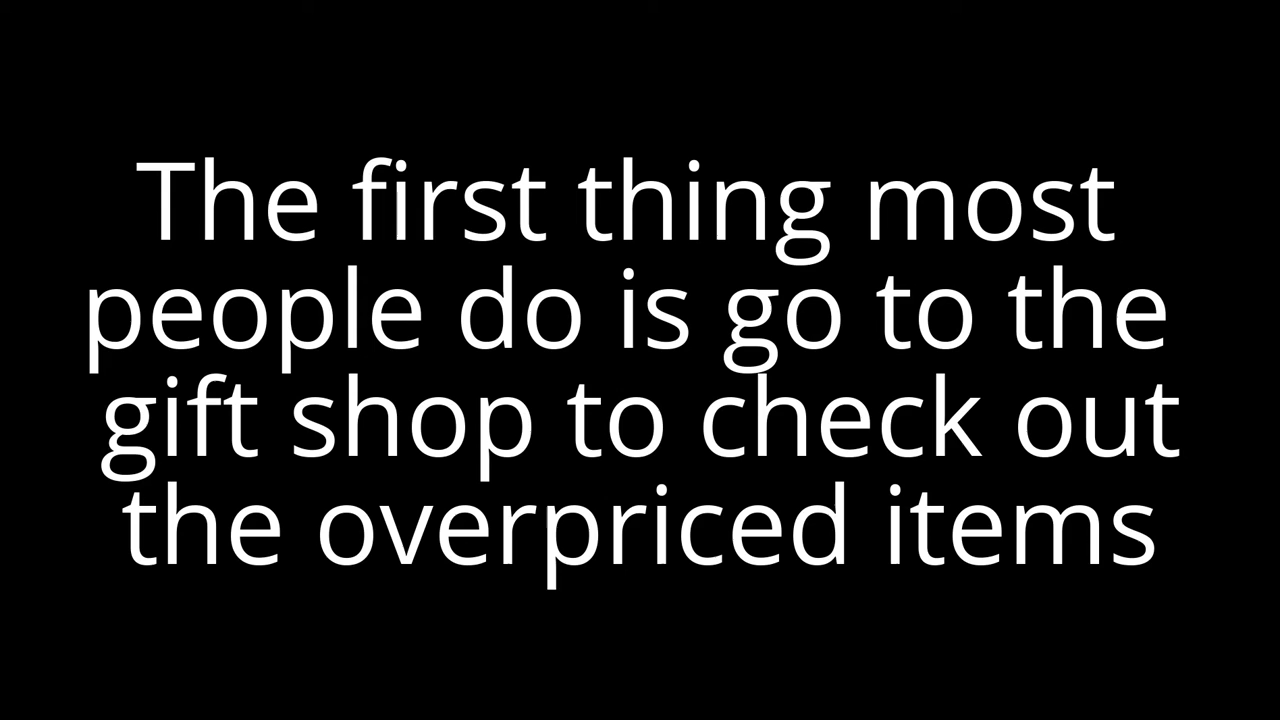 The first thing most
people do is go to the
gift shop to check out
the overpriced items